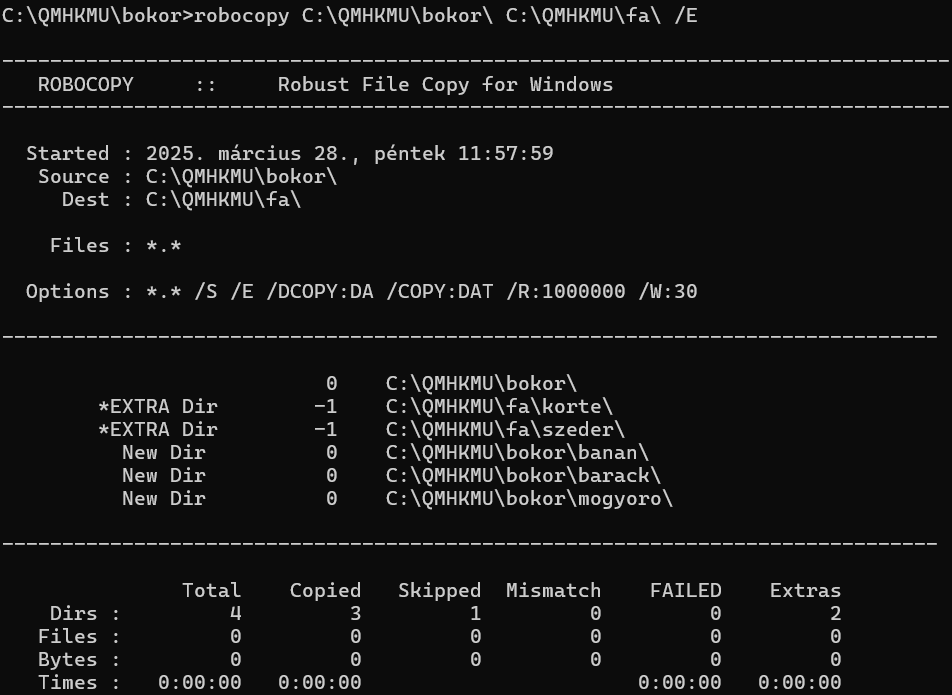 C:\QMHKMU\bokor>robocopy C:\QMHKMU\bokor\ C:\QMHKMU\fa\ /E
-------------------------------------------------------------------------------
ROBOCOPY :: Robust File Copy for Windows
-------------------------------------------------------------------------------
Started : 2025. március 28., péntek 11:57:59
Source : C:\QMHKMU\bokor\
Dest : C:\QMHKMU\fa\
Files : *.*
Options : *.* /S /E /DCOPY:DA /COPY:DAT /R:1000000 /W:30
------------------------------------------------------------------------------
0 C:\QMHKMU\bokor\
*EXTRA Dir -1 C:\QMHKMU\fa\korte\
*EXTRA Dir -1 C:\QMHKMU\fa\szeder\
New Dir 0 C:\QMHKMU\bokor\banan\
New Dir 0 C:\QMHKMU\bokor\barack\
New Dir 0 C:\QMHKMU\bokor\mogyoro\
------------------------------------------------------------------------------
Total Copied Skipped Mismatch FAILED Extras
Dirs : 4 3 1 0 0 2
Files : 0 0 0 0 0 0
Bytes : 0 0 0 0 0 0
Times : 0:00:00 0:00:00 0:00:00 0:00:00